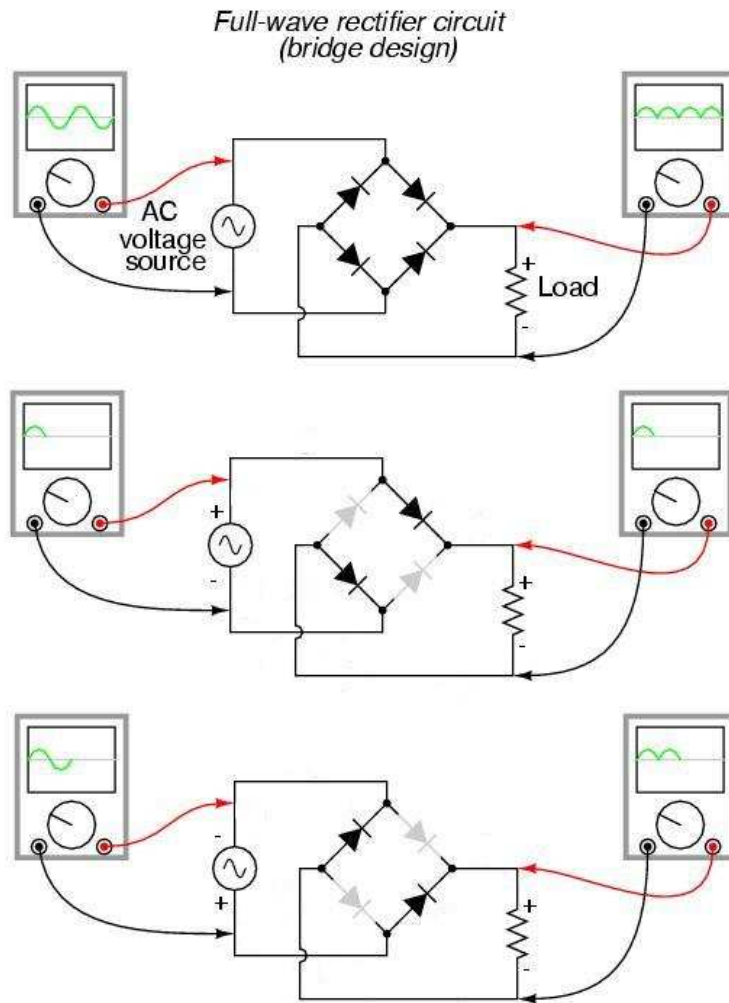 Full-wave rectifier circuit
(bridge design)
AC
voltage
source
+
Load
-
+
-
+
-
-
+
+
-